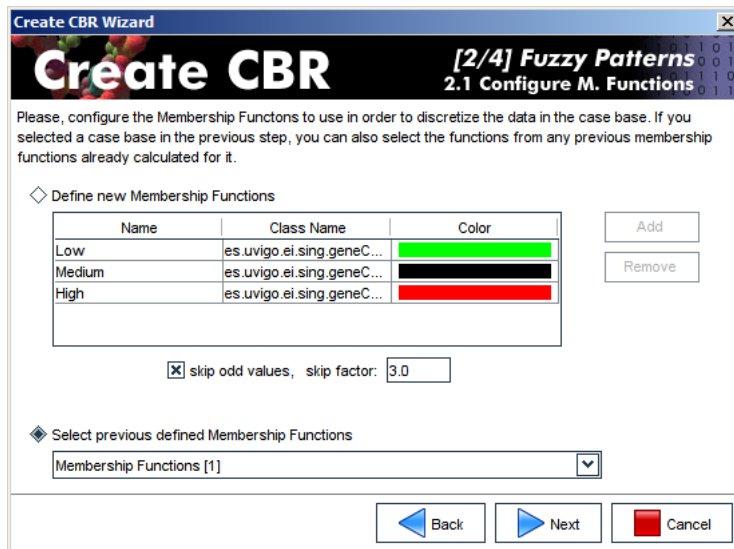 Create CBR Wizard
Create CBR
[2/4] Fuzzy Patterns
2.1 Configure M. Functions
Please, configure the Membership Functons to use in order to discretize the data in the case base. If you
selected a case base in the previous step, you can also select the functions from any previous membership
functions already calculated for it.
Define new Membership Functions
Name Class Name Color
Low es.uvigo.ei.sing.geneC...
Medium es.uvigo.ei.sing.geneC...
High es.uvigo.ei.sing.geneC...
Add
Remove
skip odd values, skip factor: 3.0
Select previous defined Membership Functions
Membership Functions [1]
Back Next Cancel